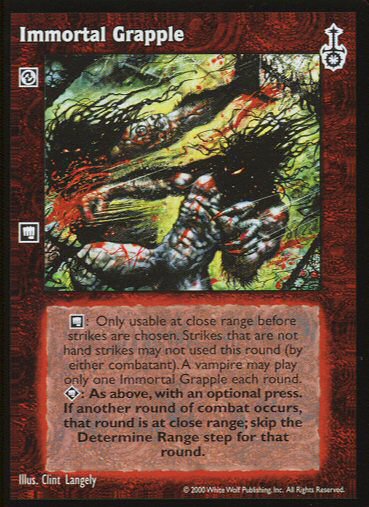 Immortal Grapple
: Only usable at close range before
strikes are chosen. Strikes that are not
hand strikes may not used this round (by
either combatant). A vampire may play
only one Immortal Grapple each round.
: As above, with an optional press.
If another round of combat occurs,
that round is at close range; skip the
Determine Range step for that
round.
Illus. Clint Langely
© 2000 White Wolf Publishing, Inc. All Rights Reserved.